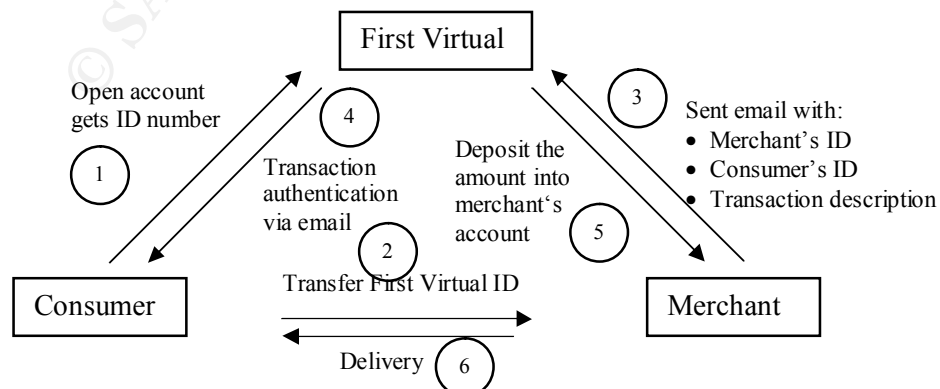 © SA
First Virtual
Open account
gets ID number
1
4
Transaction
authentication
via email
3
Sent email with:
• Merchant's ID
• Consumer's ID
• Transaction description
Deposit the
amount into
merchant‘s
account
5
2
Transfer First Virtual ID
Consumer
Merchant
Delivery
6